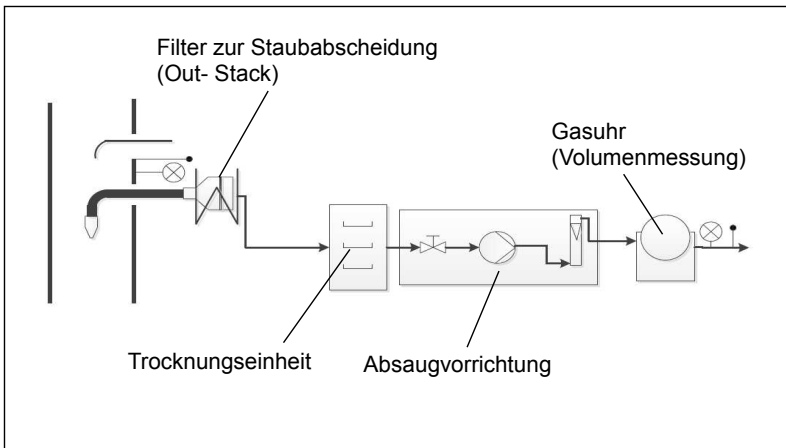 Filter zur Staubabscheidung
(Out- Stack)
Gasuhr
(Volumenmessung)
Trocknungseinheit
Absaugvorrichtung